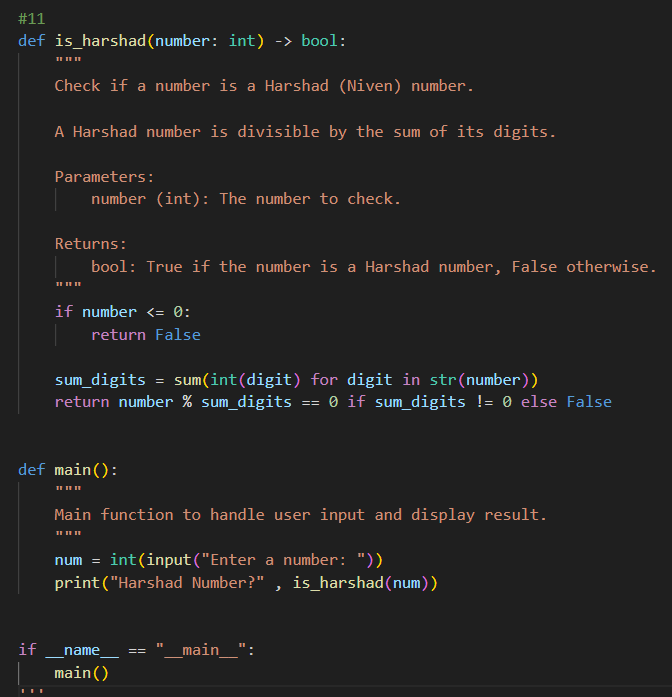 #11
def is_harshad(number: int) -> bool:
    """
    Check if a number is a Harshad (Niven) number.

    A Harshad number is divisible by the sum of its digits.

    Parameters:
        number (int): The number to check.

    Returns:
        bool: True if the number is a Harshad number, False otherwise.
    """
    if number <= 0:
        return False

    sum_digits = sum(int(digit) for digit in str(number))
    return number % sum_digits == 0 if sum_digits != 0 else False


def main():
    """
    Main function to handle user input and display result.
    """
    num = int(input("Enter a number: "))
    print("Harshad Number?" , is_harshad(num))


if __name__ == "__main__":
    main()
'''